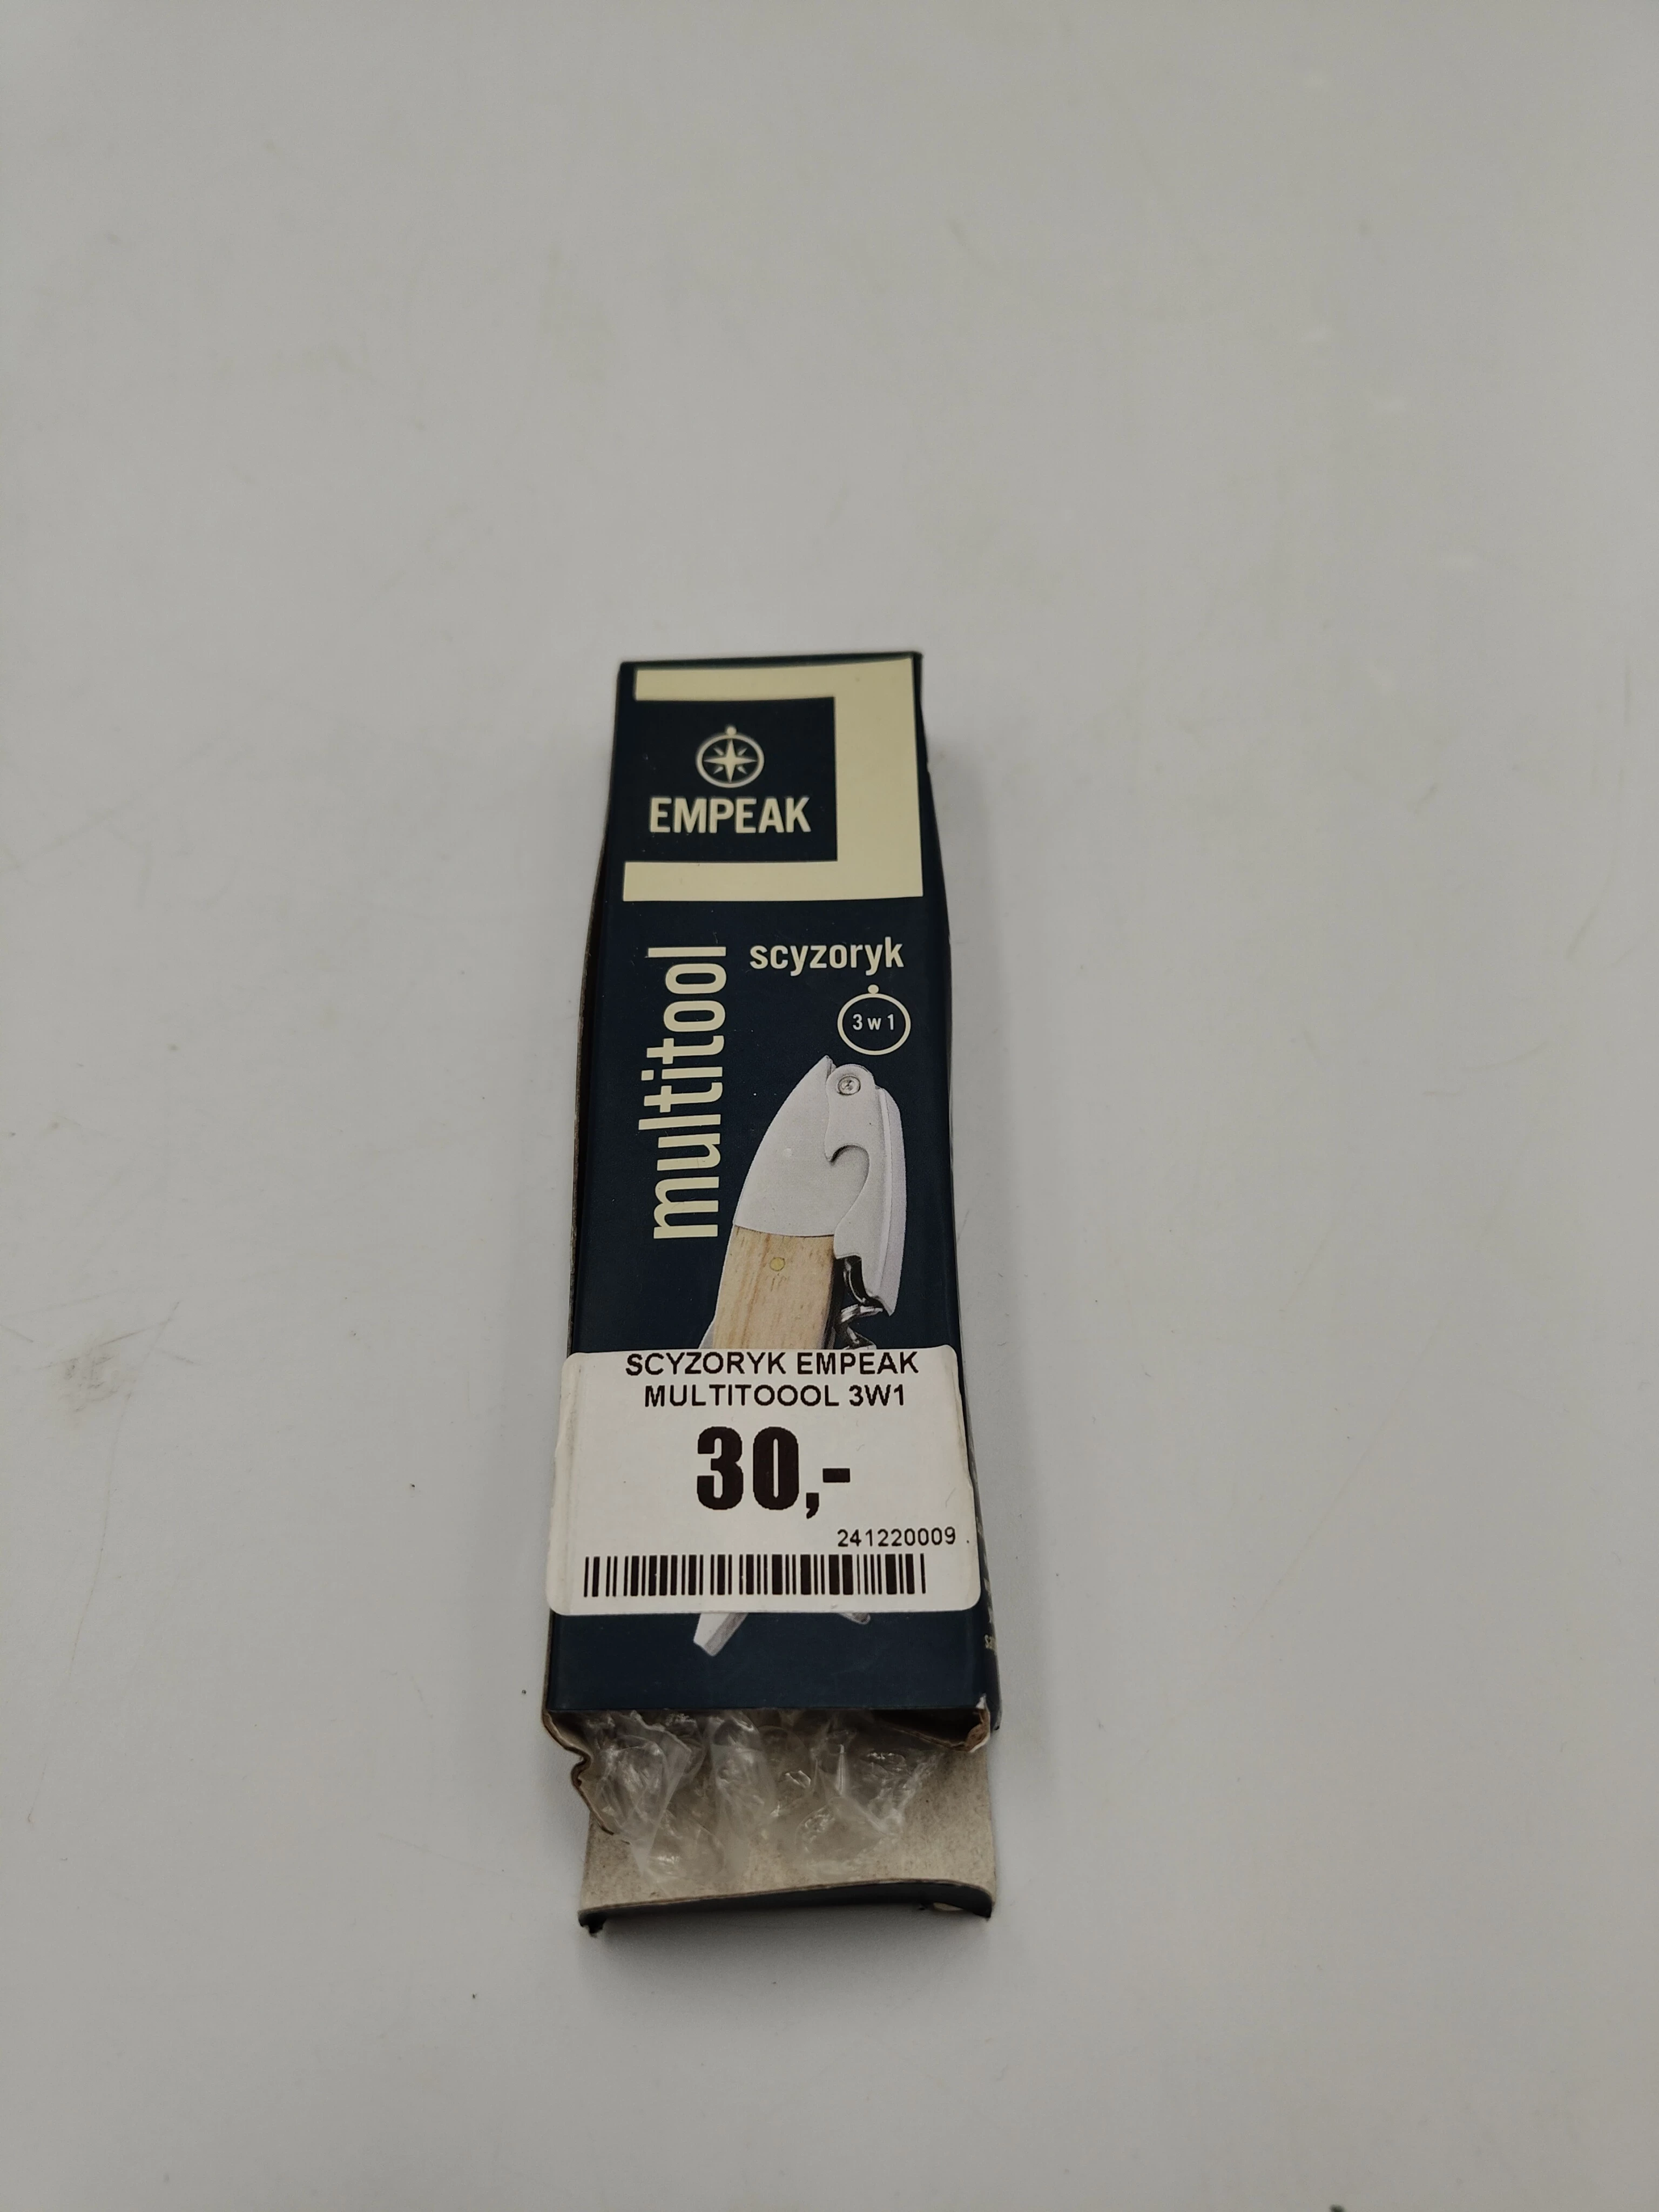 EMPEAK
multitool
scyzoryk
3 w 1
SCYZORYK EMPEAK
MULTITOOOL 3W1
30,-
241220009